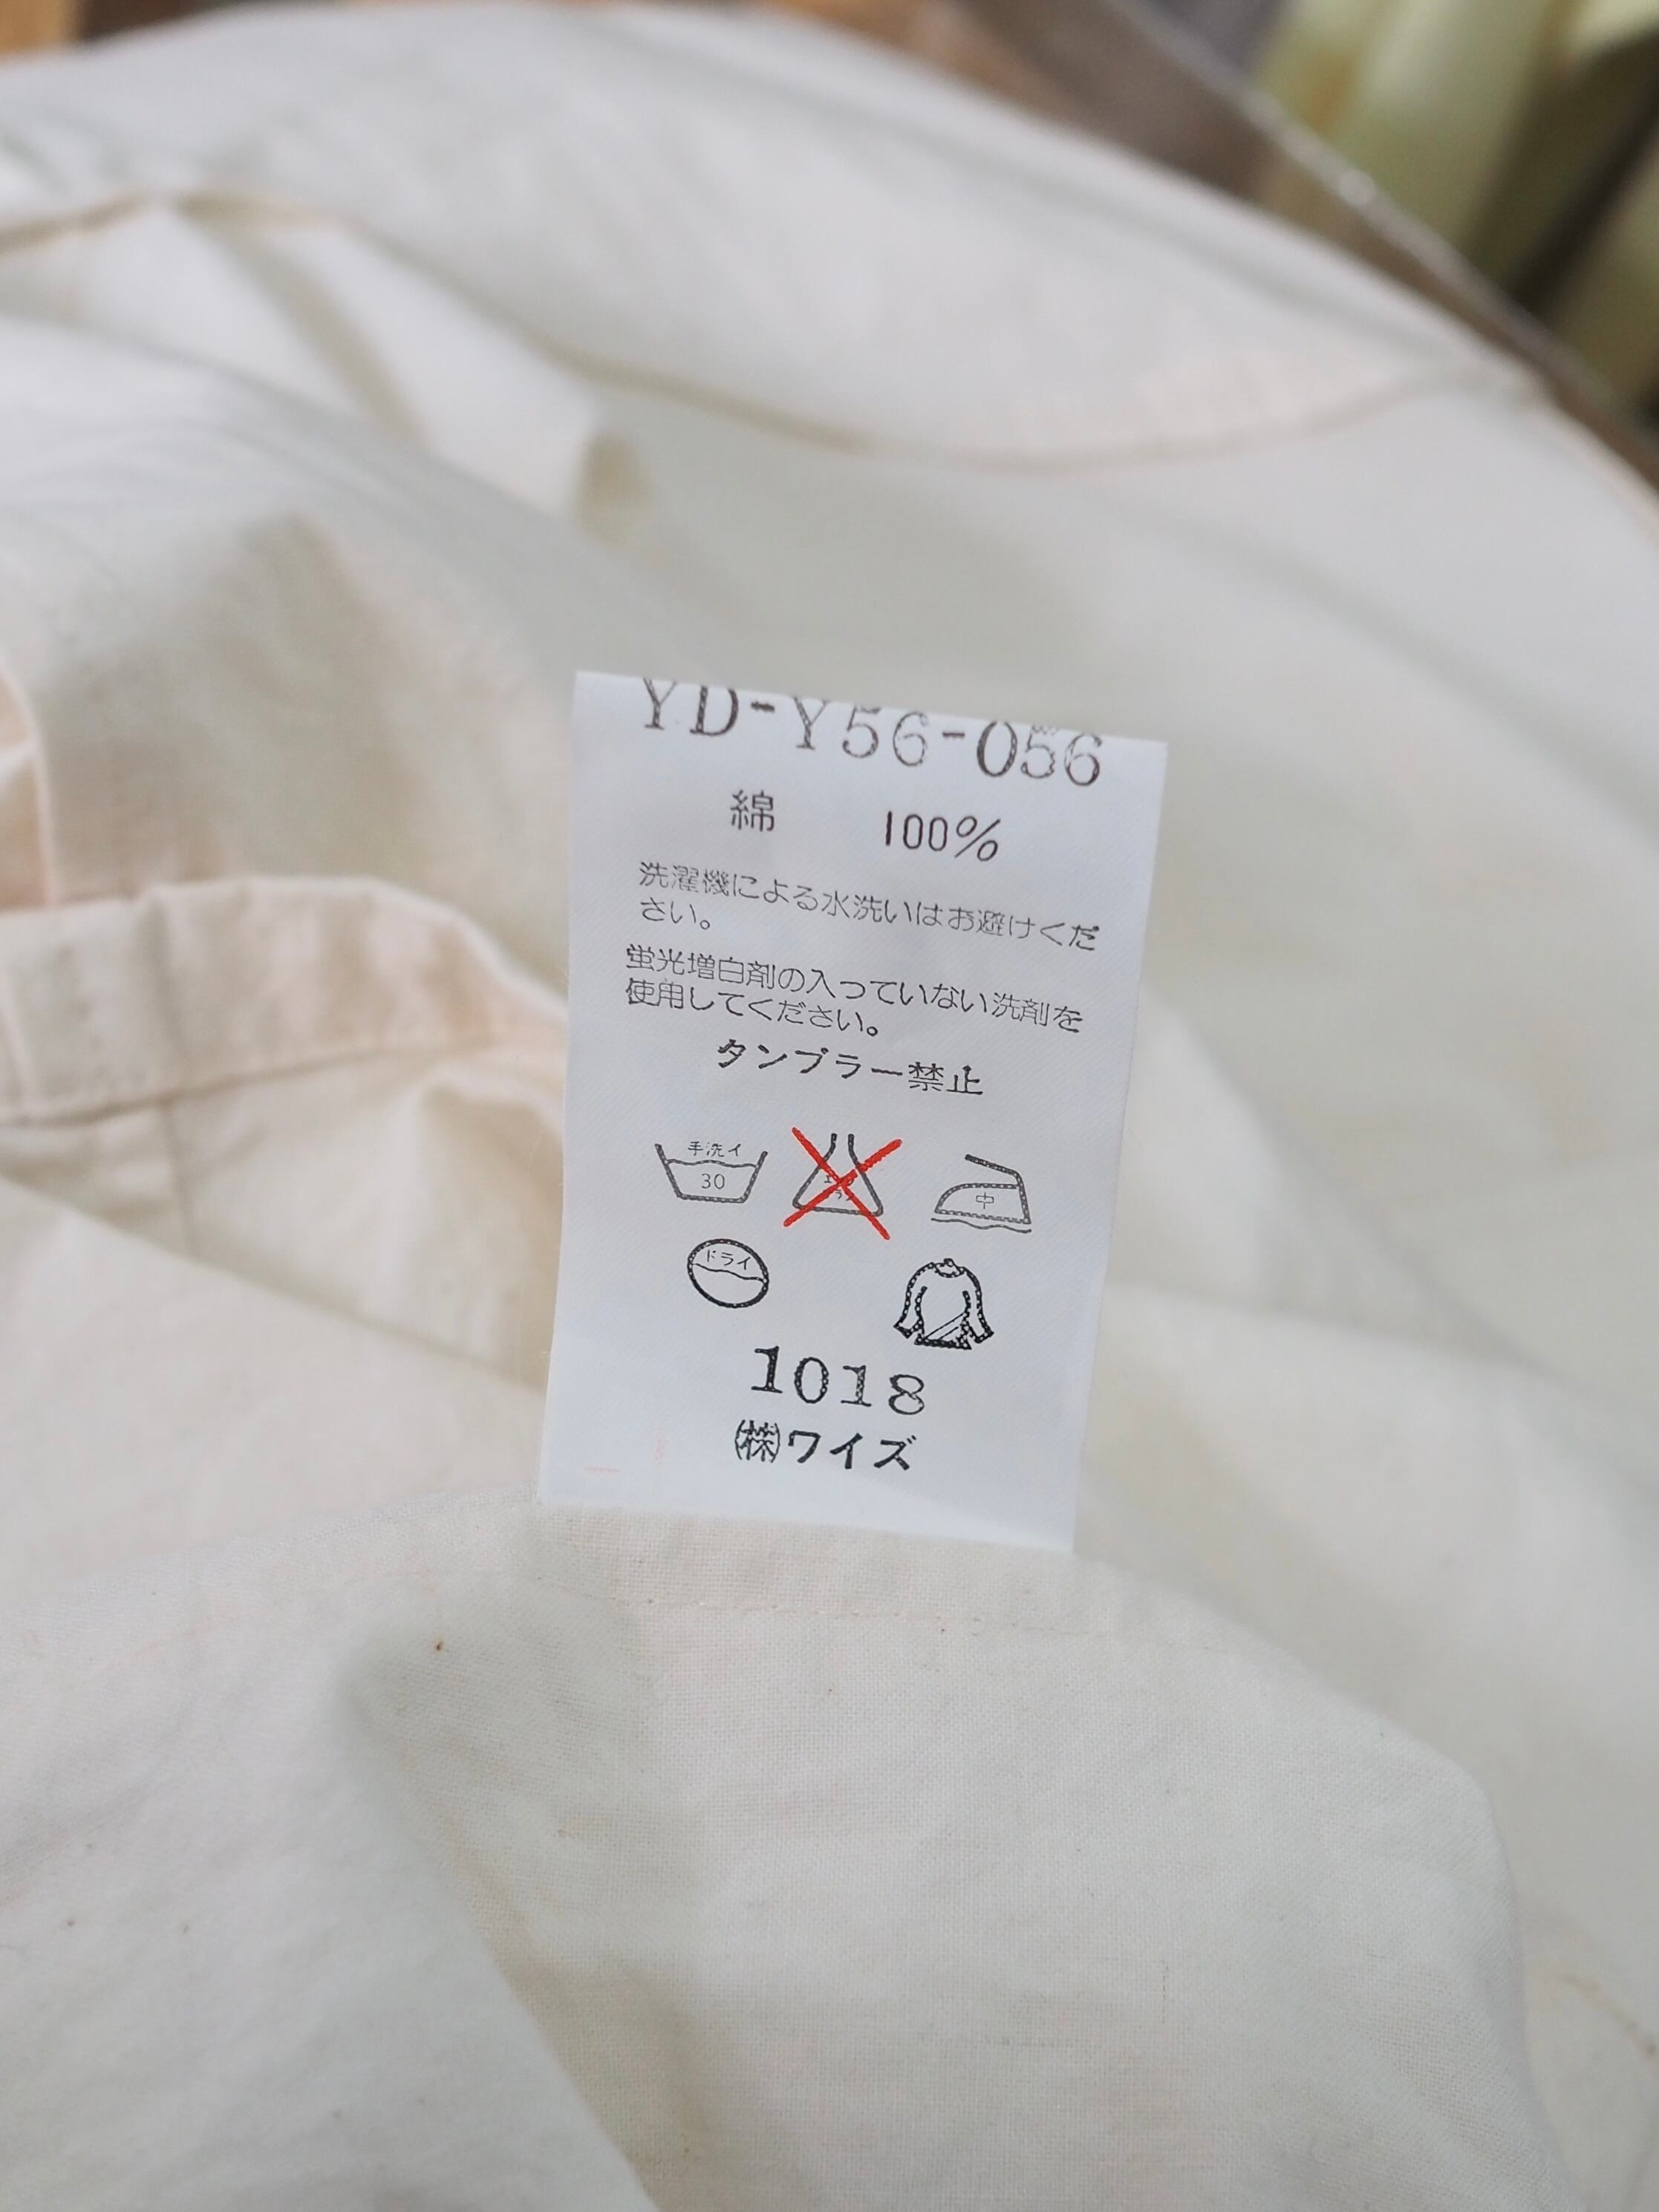 YD-Y56-056
綿 100%
洗濯機による水洗いはお避けくだ
さい。
蛍光増白剤の入っていない洗剤を
使用してください。
タンブラー禁止
手洗イ
30
中
ドライ
1018
㈱ワイズ